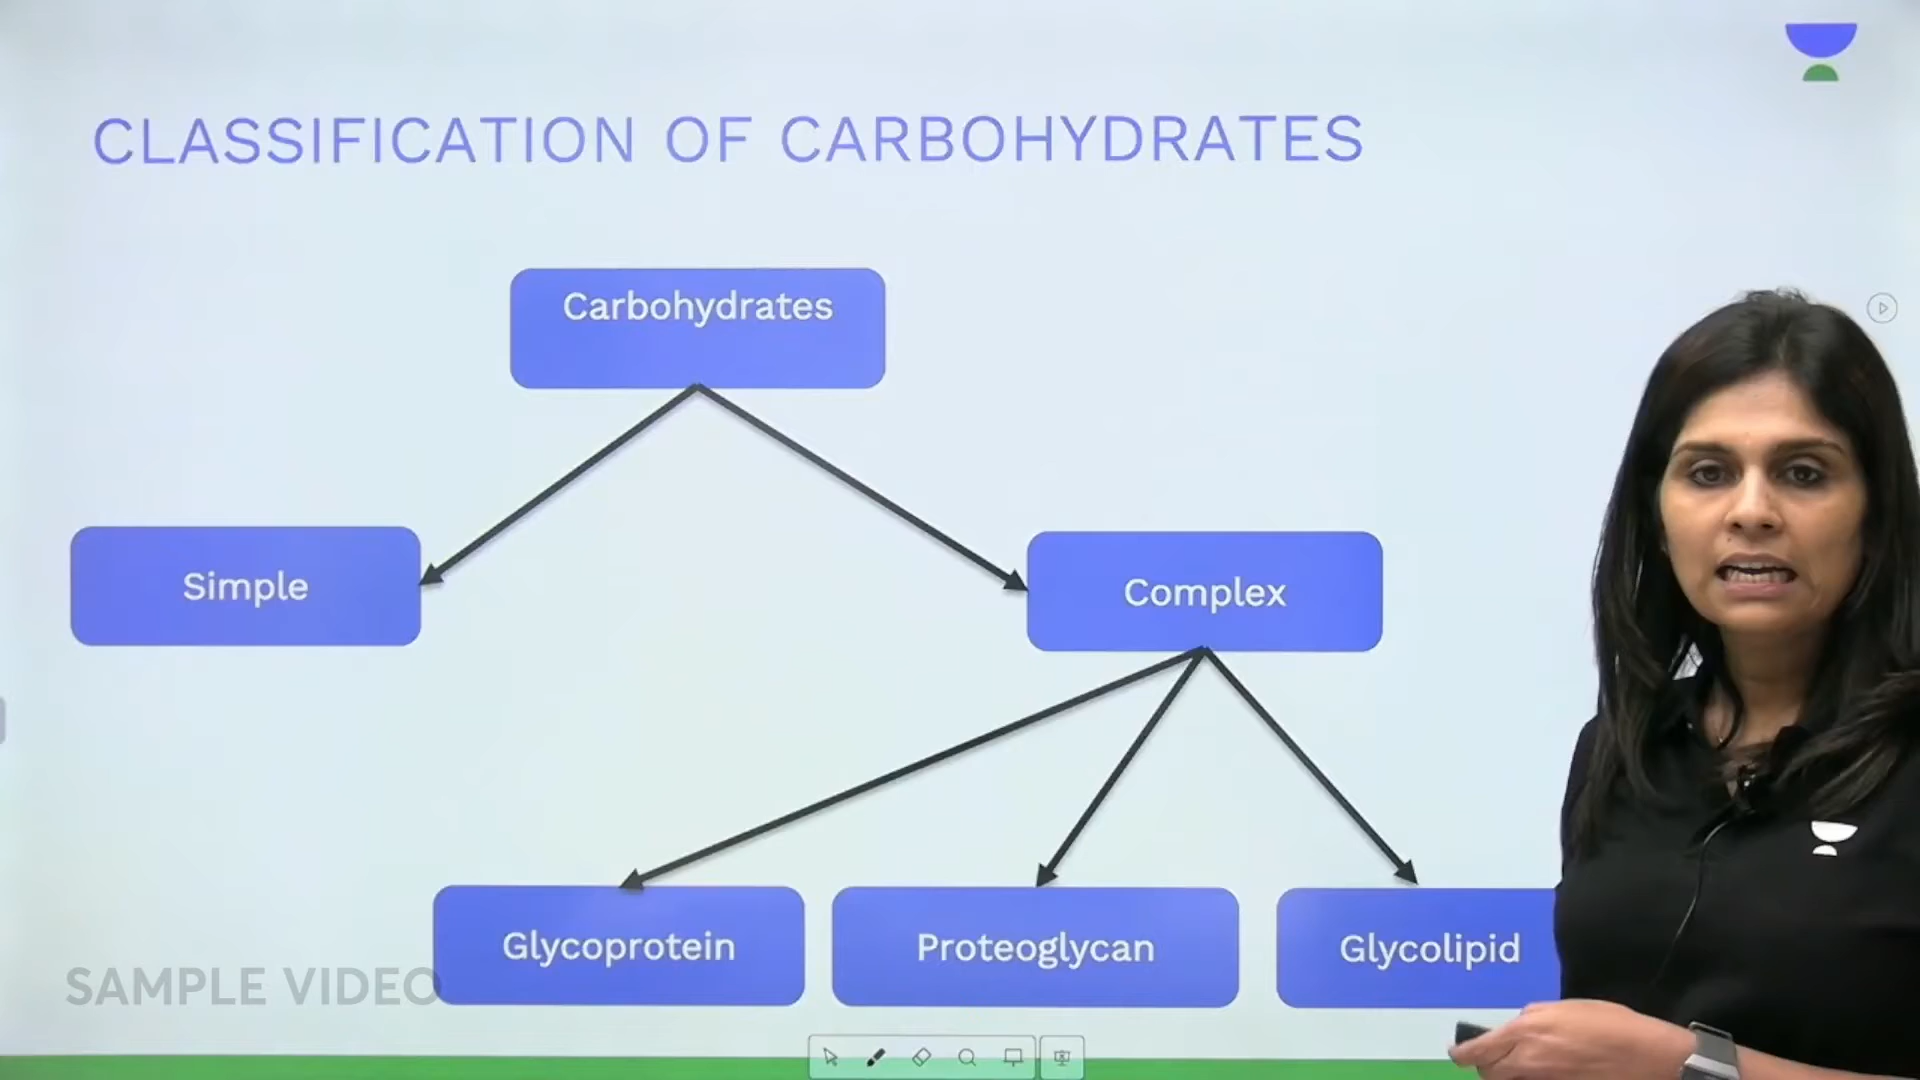 CLASSIFICATION OF CARBOHYDRATES
Carbohydrates
Simple
Complex
Glycoprotein
Proteoglycan
Glycolipid
SAMPLE VIDEO